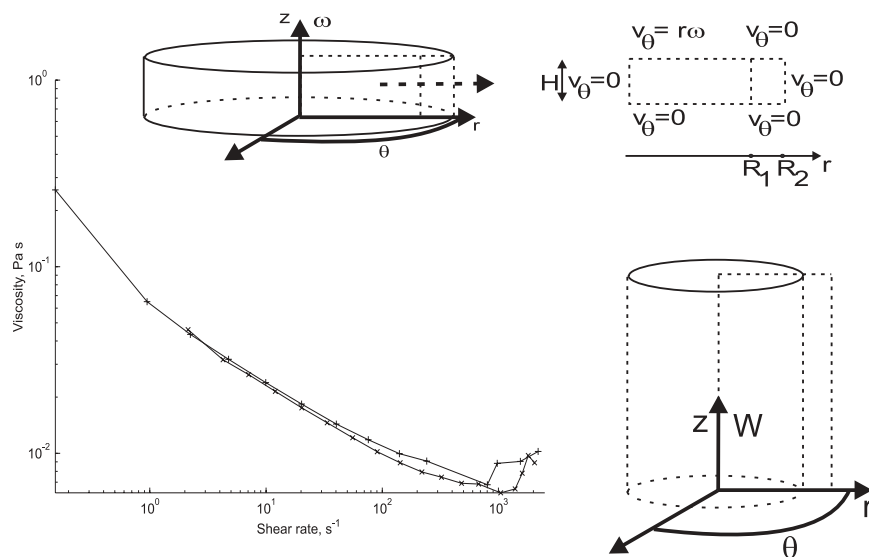 z ω
r
θ
v_θ = rω v_θ=0
H v_θ=0 v_θ=0
v_θ=0 v_θ=0
R_1 R_2 r
10^0
10^-1
10^-2
Viscosity, Pa s
10^0 10^1 10^2 10^3
Shear rate, s^-1
z W
r
θ